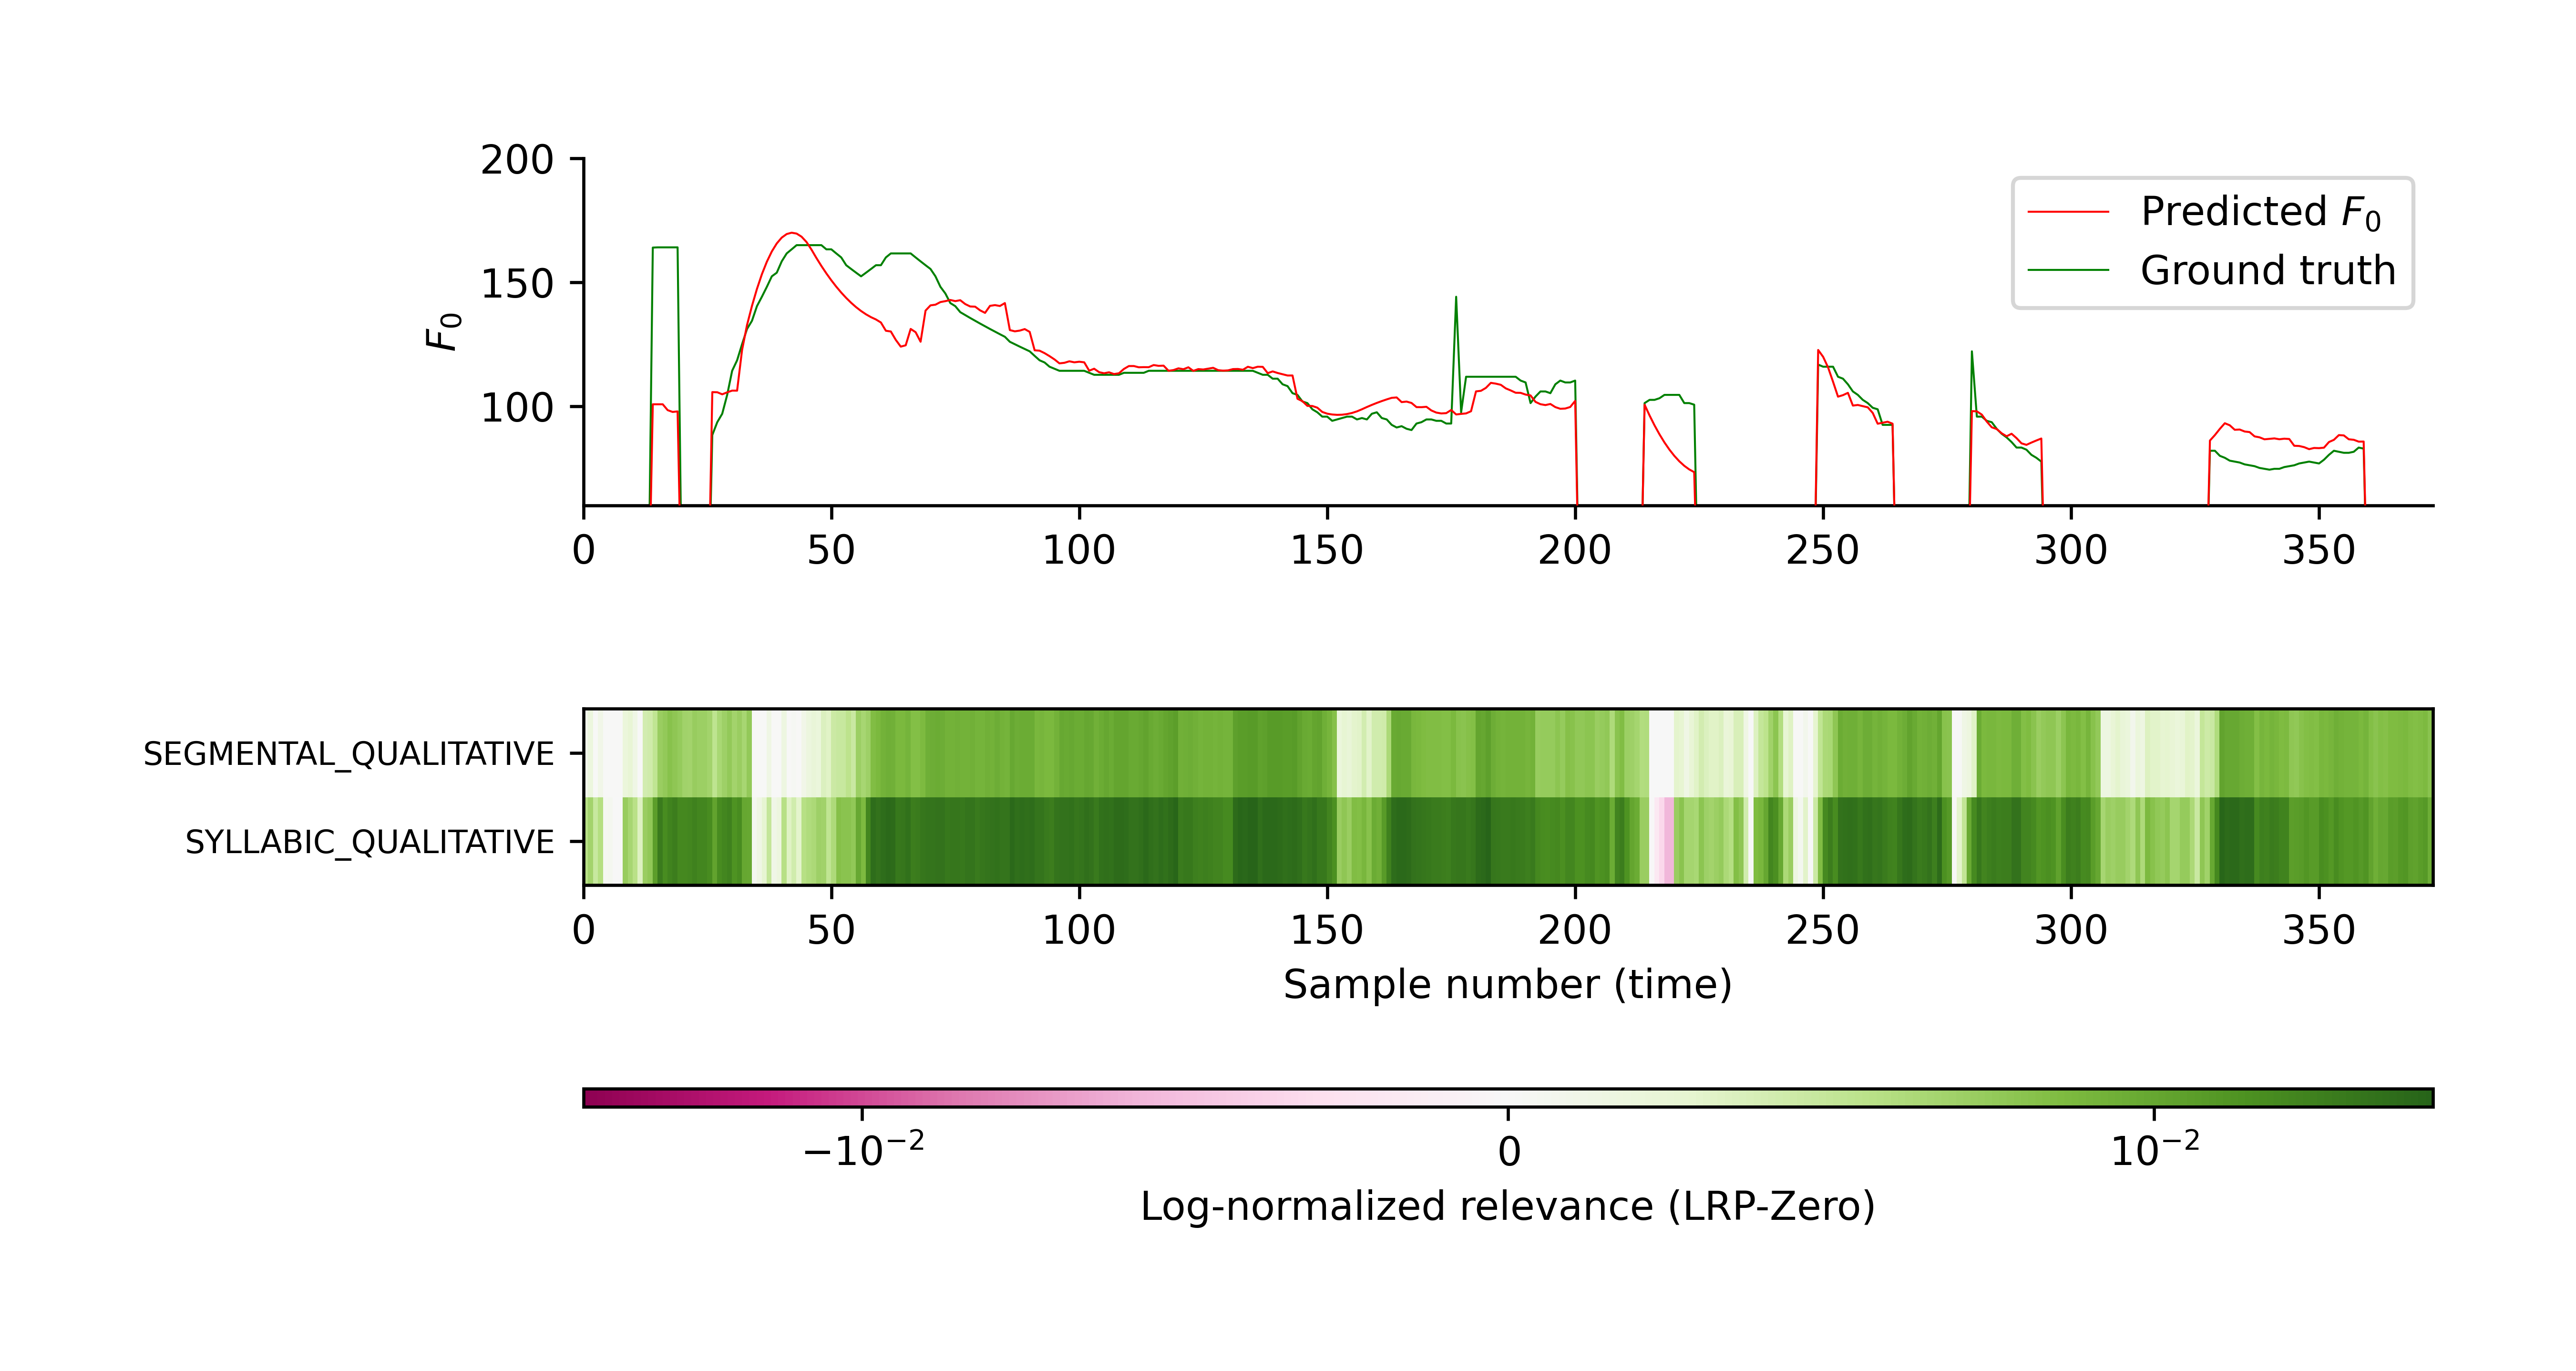 200
150
100
F₀
Predicted F₀
Ground truth
0 50 100 150 200 250 300 350
SEGMENTAL_QUALITATIVE
SYLLABIC_QUALITATIVE
0 50 100 150 200 250 300 350
Sample number (time)
−10⁻² 0 10⁻²
Log-normalized relevance (LRP-Zero)